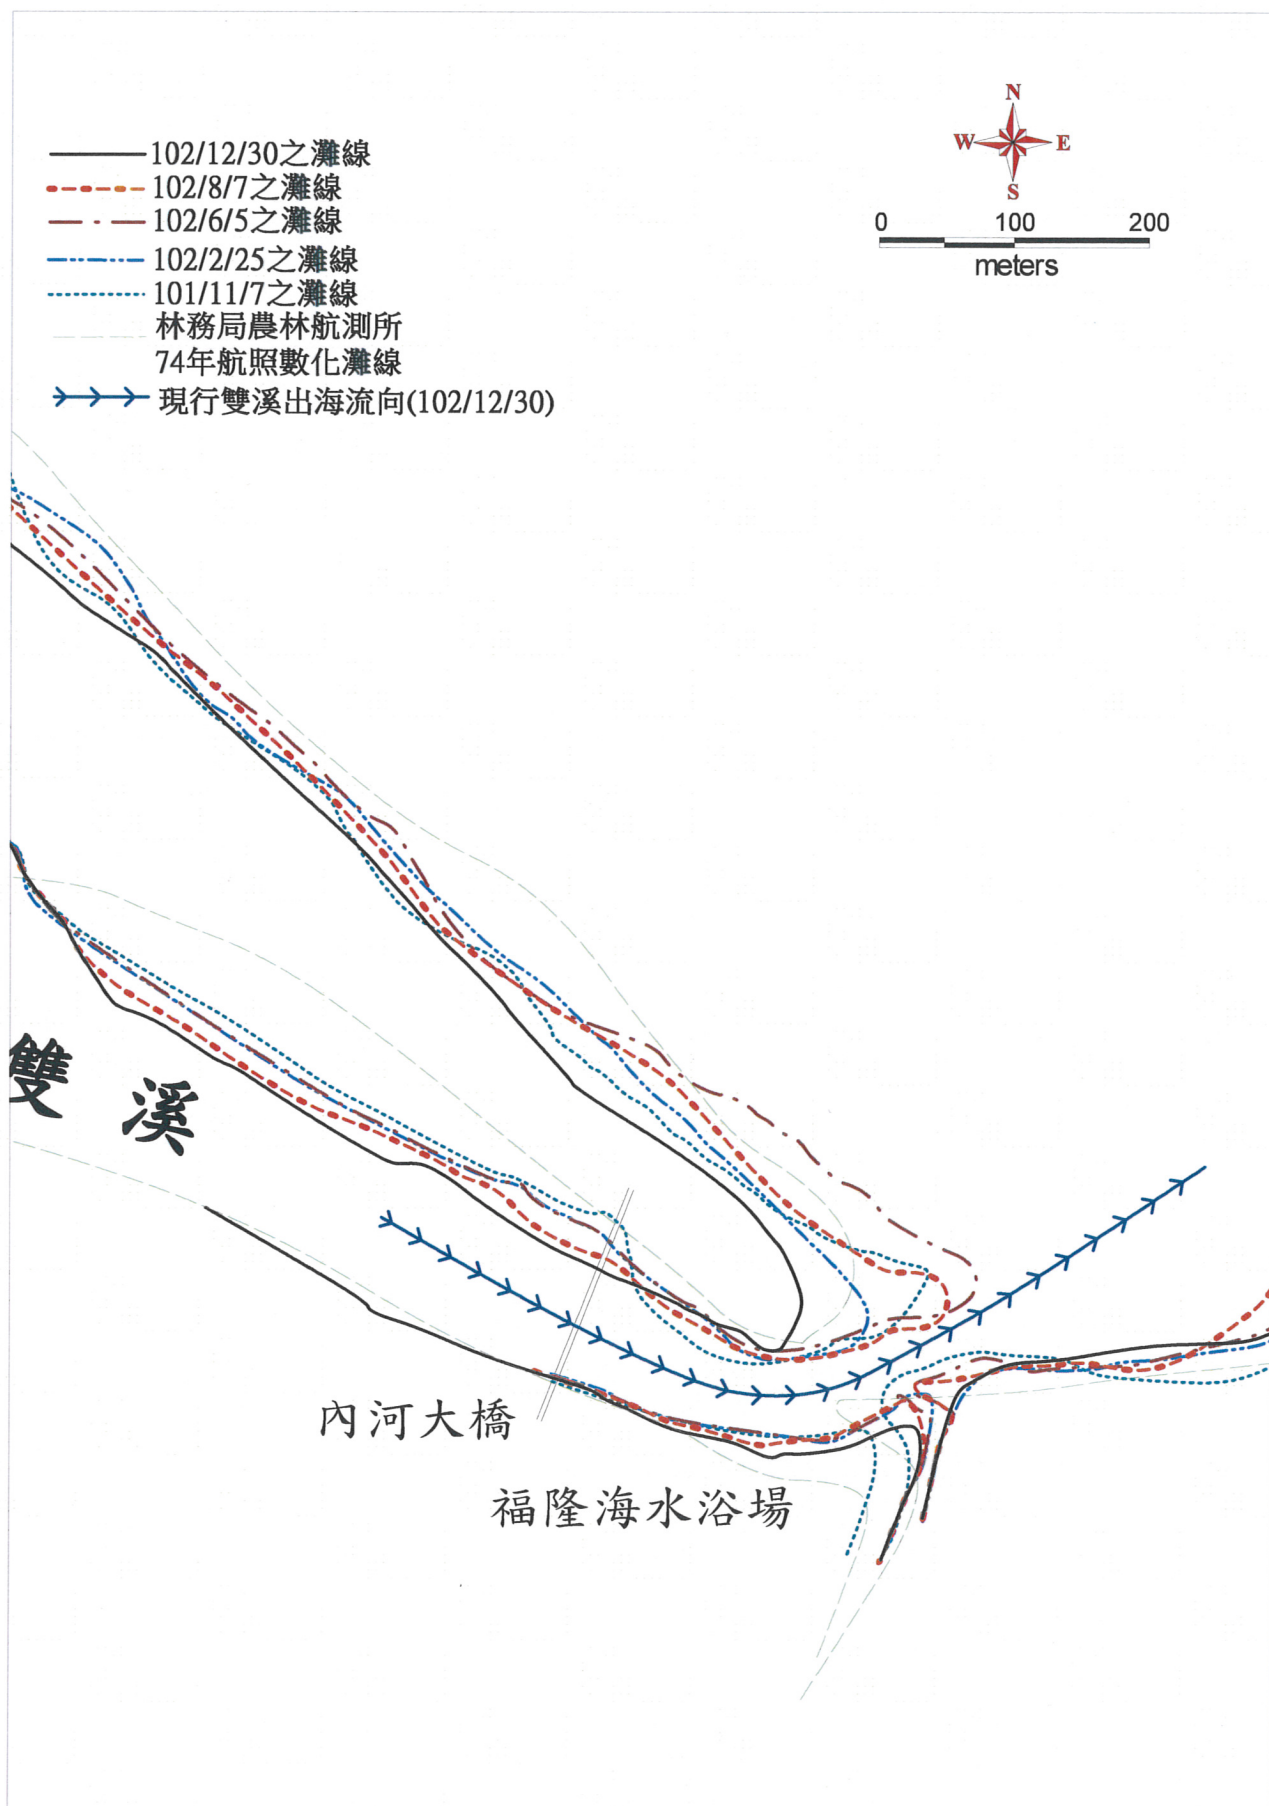 N
W
E
S
0 100 200
meters
102/12/30之灘線
102/8/7之灘線
102/6/5之灘線
102/2/25之灘線
101/11/7之灘線
林務局農林航測所
74年航照數化灘線
現行雙溪出海流向(102/12/30)
雙溪
內河大橋
福隆海水浴場